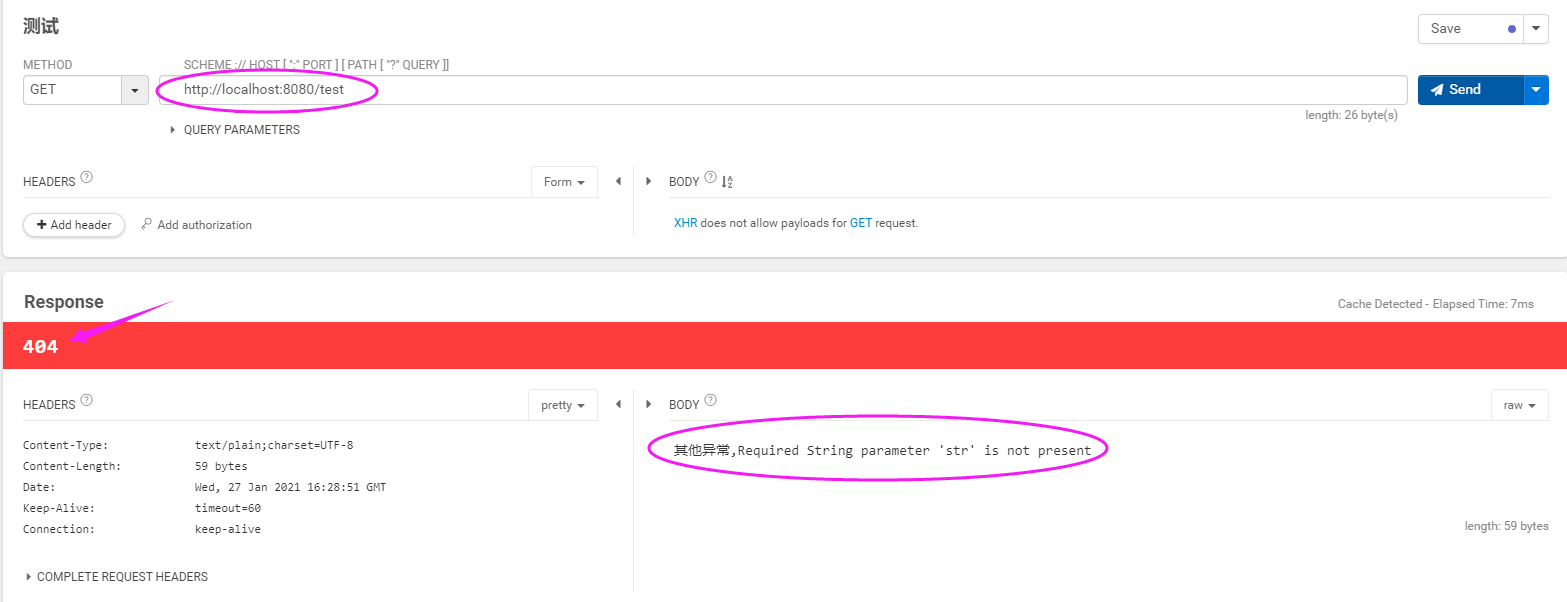 测试
Save
METHOD
SCHEME :// HOST [ ":" PORT ] [ PATH [ "?" QUERY ]]
GET
http://localhost:8080/test
Send
length: 26 byte(s)
QUERY PARAMETERS
HEADERS ?
Form
BODY ?
Add header
Add authorization
XHR does not allow payloads for GET request.
Response
Cache Detected - Elapsed Time: 7ms
404
HEADERS ?
pretty
BODY ?
raw
Content-Type: text/plain;charset=UTF-8
Content-Length: 59 bytes
Date: Wed, 27 Jan 2021 16:28:51 GMT
Keep-Alive: timeout=60
Connection: keep-alive
其他异常,Required String parameter 'str' is not present
length: 59 bytes
COMPLETE REQUEST HEADERS